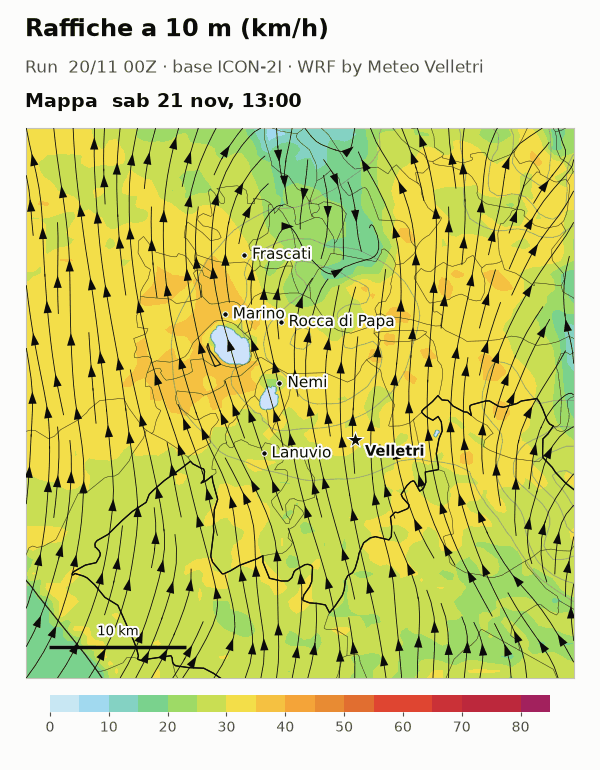 Raffiche a 10 m (km/h)
Run  20/11 00Z · base ICON-2I · WRF by Meteo Velletri
Mappa  sab 21 nov, 13:00
Frascati
Marino
Rocca di Papa
Nemi
Velletri
Lanuvio
10 km
0 10 20 30 40 50 60 70 80